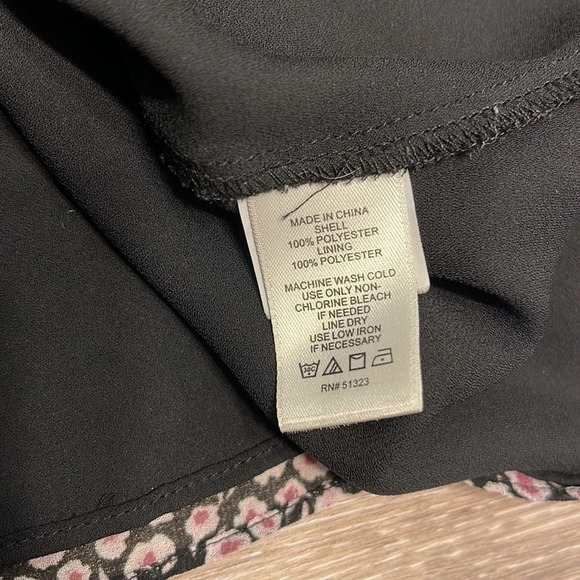 MADE IN CHINA
SHELL
100% POLYESTER
LINING
100% POLYESTER
MACHINE WASH COLD
USE ONLY NON-
CHLORINE BLEACH
IF NEEDED
LINE DRY
USE LOW IRON
IF NECESSARY
30C
RN# 51323